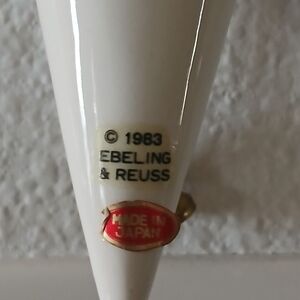 © 1983
EBELING
& REUSS
MADE IN
JAPAN